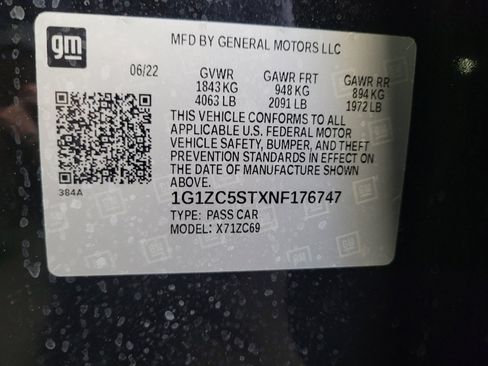 gm
MFD BY GENERAL MOTORS LLC
06/22 GVWR GAWR FRT GAWR RR
1843 KG 948 KG 894 KG
4063 LB 2091 LB 1972 LB
THIS VEHICLE CONFORMS TO ALL
APPLICABLE U.S. FEDERAL MOTOR
VEHICLE SAFETY, BUMPER, AND THEFT
PREVENTION STANDARDS IN EFFECT ON
THE DATE OF MANUFACTURE SHOWN
ABOVE.
384A
1G1ZC5STXNF176747
TYPE: PASS CAR
MODEL: X71ZC69